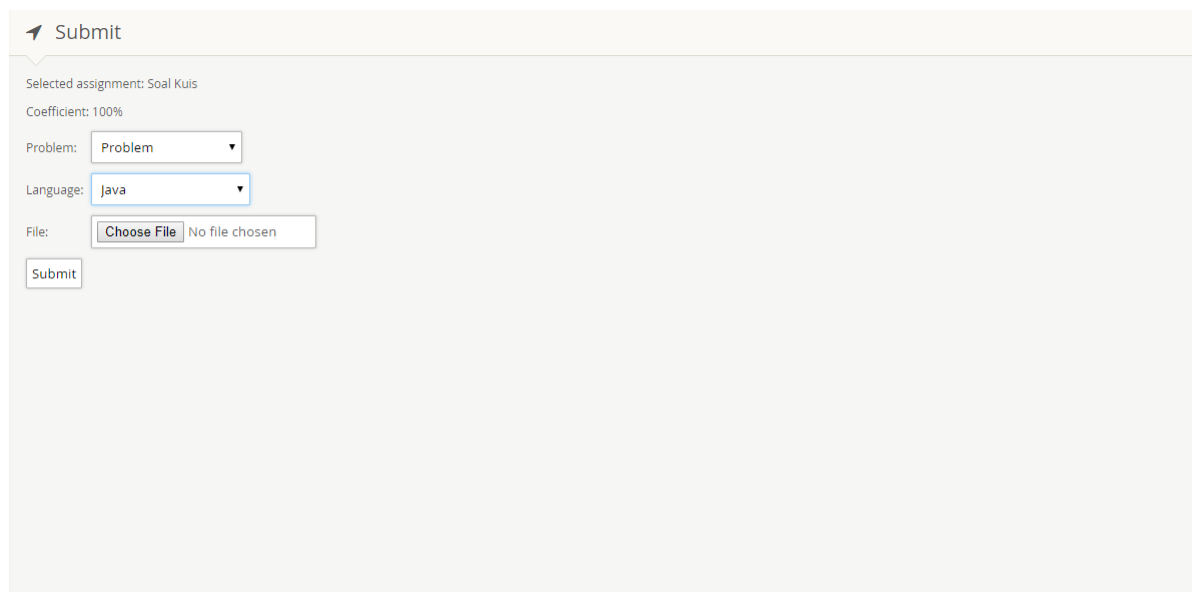 Submit
Selected assignment: Soal Kuis
Coefficient: 100%
Problem: Problem
Language: Java
File: Choose File No file chosen
Submit